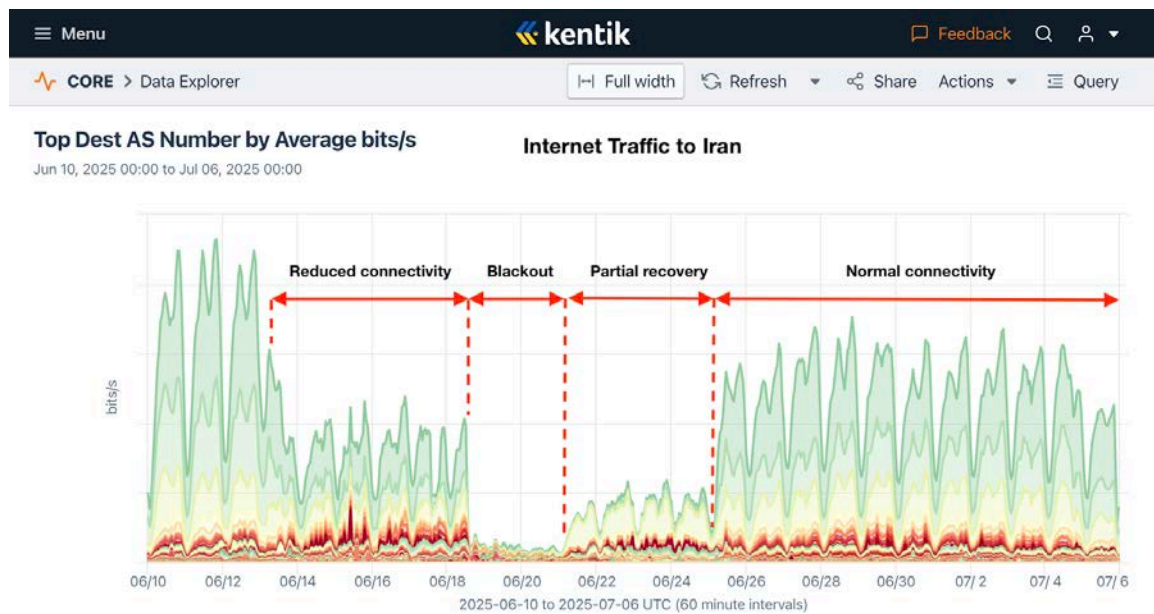 Menu
kentik
Feedback
CORE > Data Explorer
Full width
Refresh
Share
Actions
Query
Top Dest AS Number by Average bits/s
Internet Traffic to Iran
Jun 10, 2025 00:00 to Jul 06, 2025 00:00
Reduced connectivity
Blackout
Partial recovery
Normal connectivity
bits/s
06/10 06/12 06/14 06/16 06/18 06/20 06/22 06/24 06/26 06/28 06/30 07/ 2 07/ 4 07/ 6
2025-06-10 to 2025-07-06 UTC (60 minute intervals)